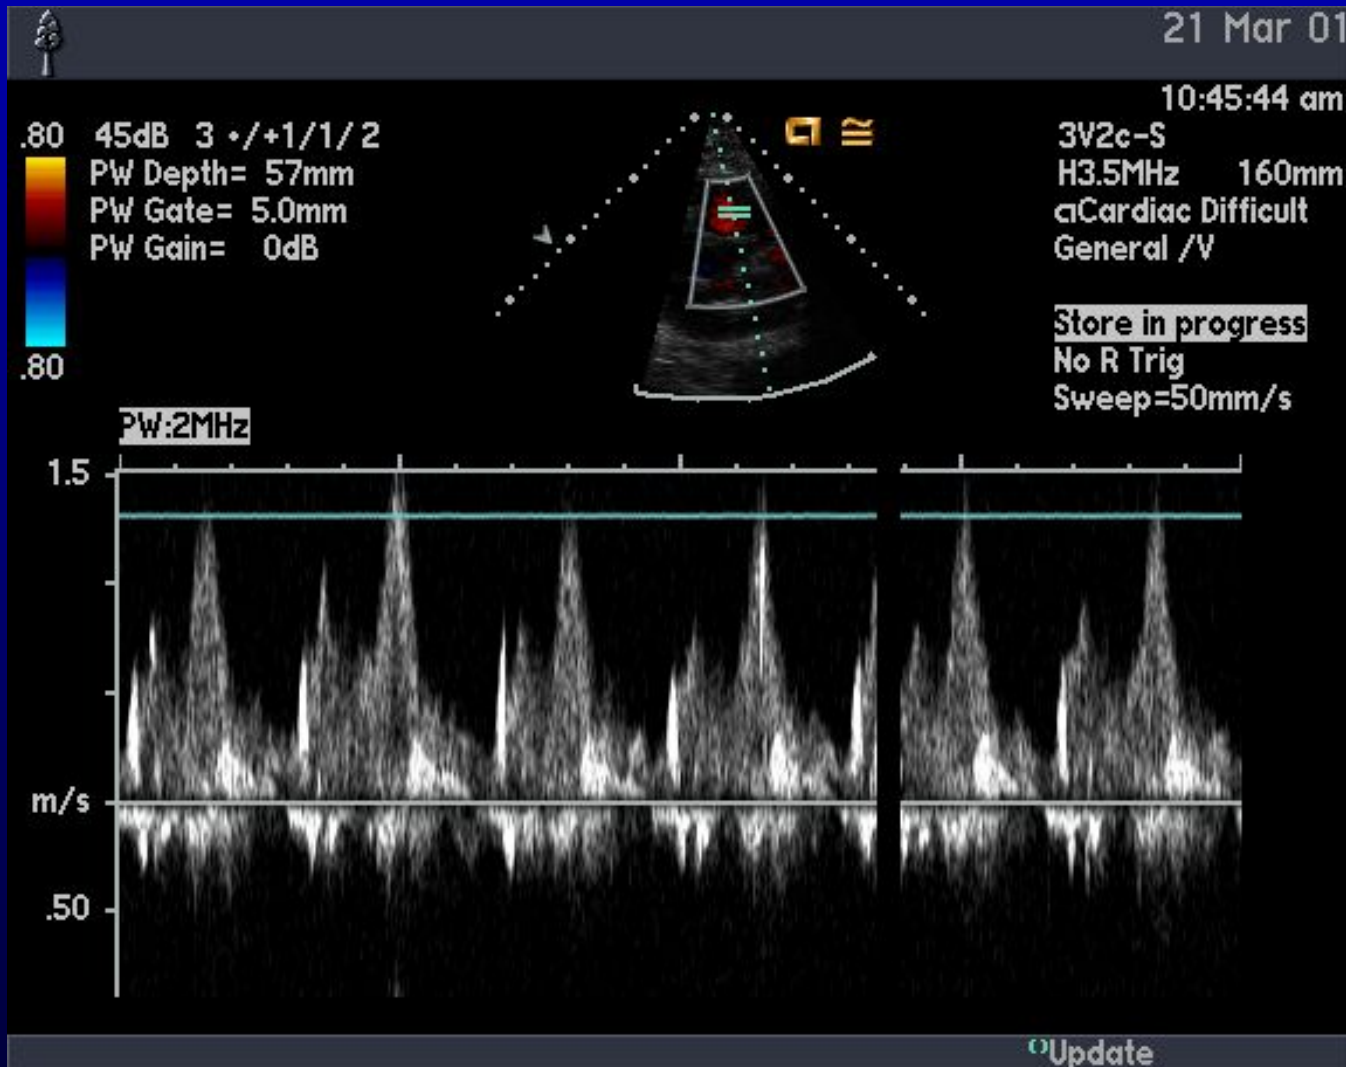 21 Mar 01
10:45:44 am
.80
45dB 3 •/+1/1/2
PW Depth= 57mm
PW Gate= 5.0mm
PW Gain= 0dB
.80
3V2c-S
H3.5MHz 160mm
Cardiac Difficult
General /V
Store in progress
No R Trig
Sweep=50mm/s
PW:2MHz
1.5
m/s
.50
Update